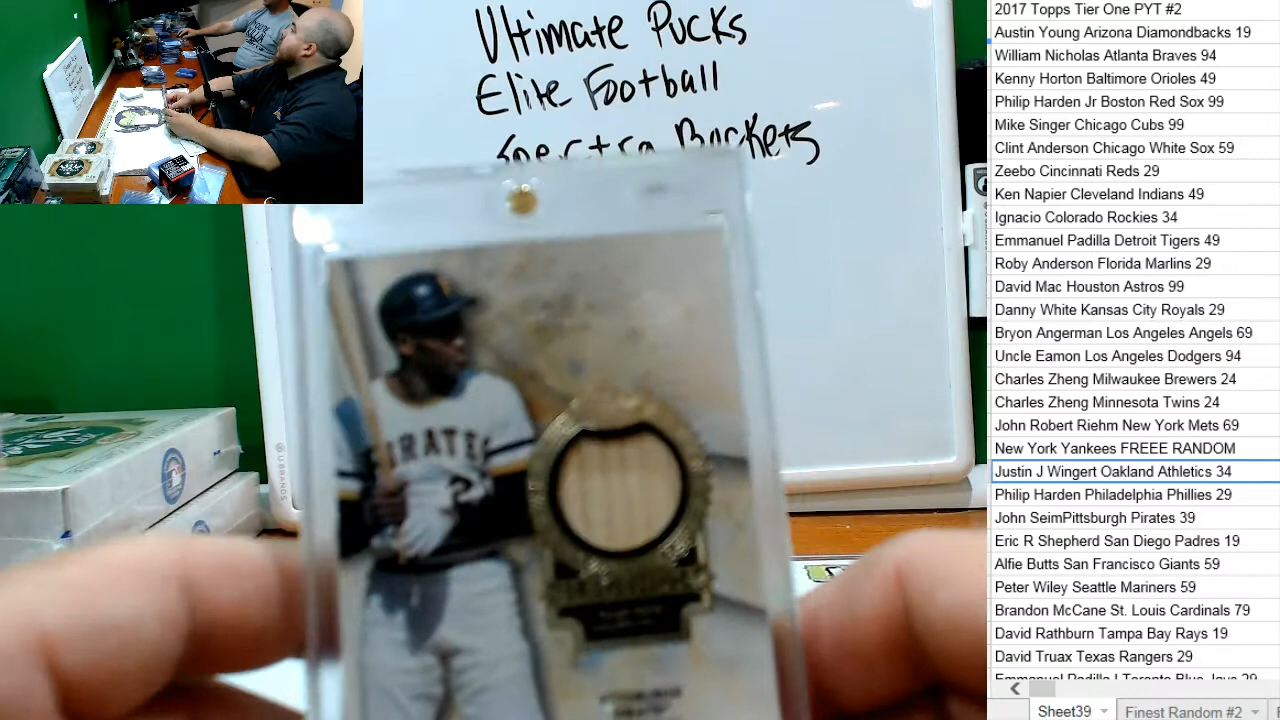 Ultimate Pucks
Elite Football
Spectra Baskets
PIRATES
2017 Topps Tier One PYT #2
Austin Young Arizona Diamondbacks 19
William Nicholas Atlanta Braves 94
Kenny Horton Baltimore Orioles 49
Philip Harden Jr Boston Red Sox 99
Mike Singer Chicago Cubs 99
Clint Anderson Chicago White Sox 59
Zeebo Cincinnati Reds 29
Ken Napier Cleveland Indians 49
Ignacio Colorado Rockies 34
Emmanuel Padilla Detroit Tigers 49
Roby Anderson Florida Marlins 29
David Mac Houston Astros 99
Danny White Kansas City Royals 29
Bryon Angerman Los Angeles Angels 69
Uncle Eamon Los Angeles Dodgers 94
Charles Zheng Milwaukee Brewers 24
Charles Zheng Minnesota Twins 24
John Robert Riehm New York Mets 69
New York Yankees FREEE RANDOM
Justin J Wingert Oakland Athletics 34
Philip Harden Philadelphia Phillies 29
John SeimPittsburgh Pirates 39
Eric R Shepherd San Diego Padres 19
Alfie Butts San Francisco Giants 59
Peter Wiley Seattle Mariners 59
Brandon McCane St. Louis Cardinals 79
David Rathburn Tampa Bay Rays 19
David Truax Texas Rangers 29
Emmanuel Padilla l Toronto Blue Jays 29
Sheet39
Finest Random #2